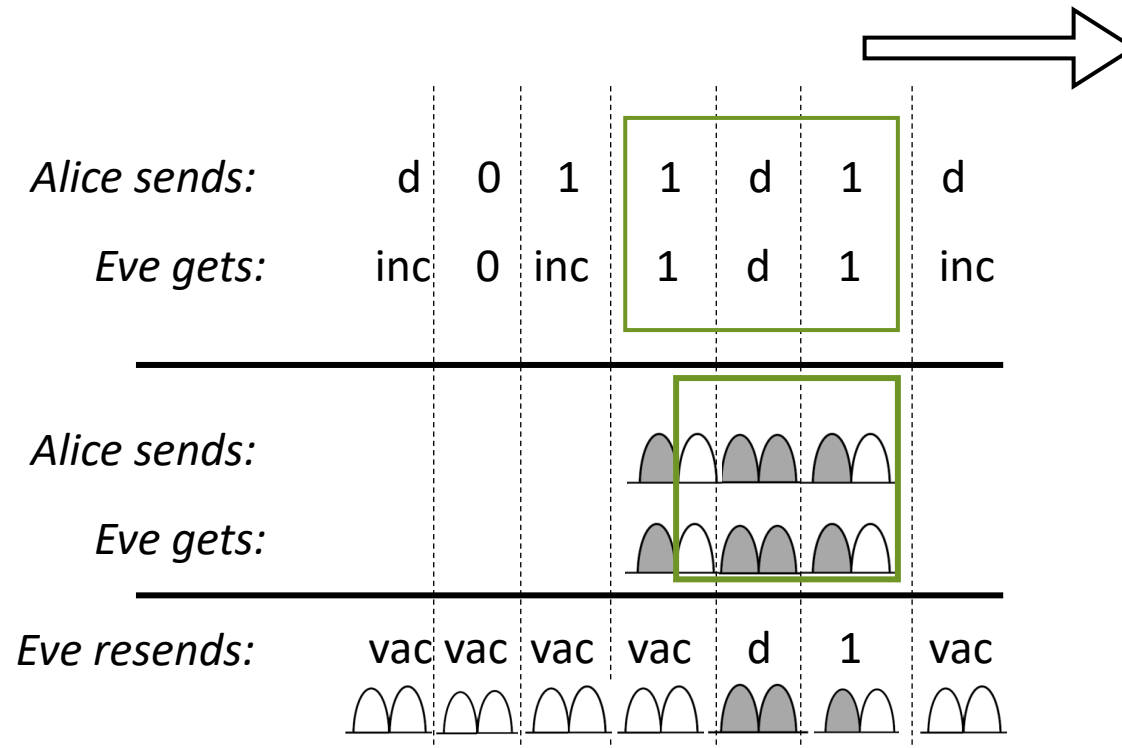 Alice sends: d 0 1 1 d 1 d
Eve gets: inc 0 inc 1 d 1 inc
Alice sends:
Eve gets:
Eve resends: vac vac vac vac d 1 vac